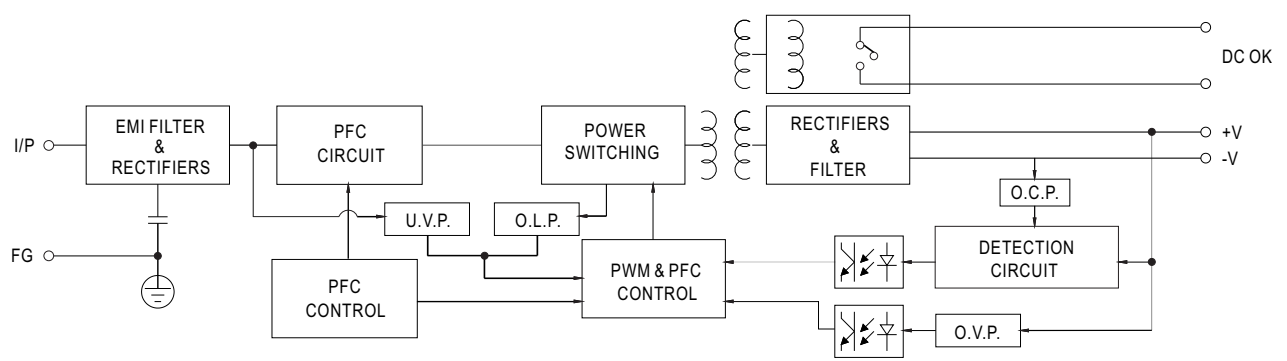 DC OK
I/P
EMI FILTER
&
RECTIFIERS
PFC
CIRCUIT
POWER
SWITCHING
RECTIFIERS
&
FILTER
+V
-V
U.V.P.
O.L.P.
O.C.P.
FG
PFC
CONTROL
PWM & PFC
CONTROL
DETECTION
CIRCUIT
O.V.P.